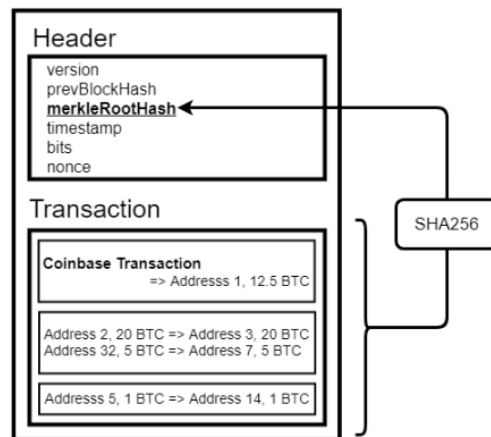 Header
version
prevBlockHash
merkleRootHash
timestamp
bits
nonce
Transaction
SHA256
Coinbase Transaction
=> Addresss 1, 12.5 BTC
Address 2, 20 BTC => Address 3, 20 BTC
Address 32, 5 BTC => Address 7, 5 BTC
Addresss 5, 1 BTC => Address 14, 1 BTC